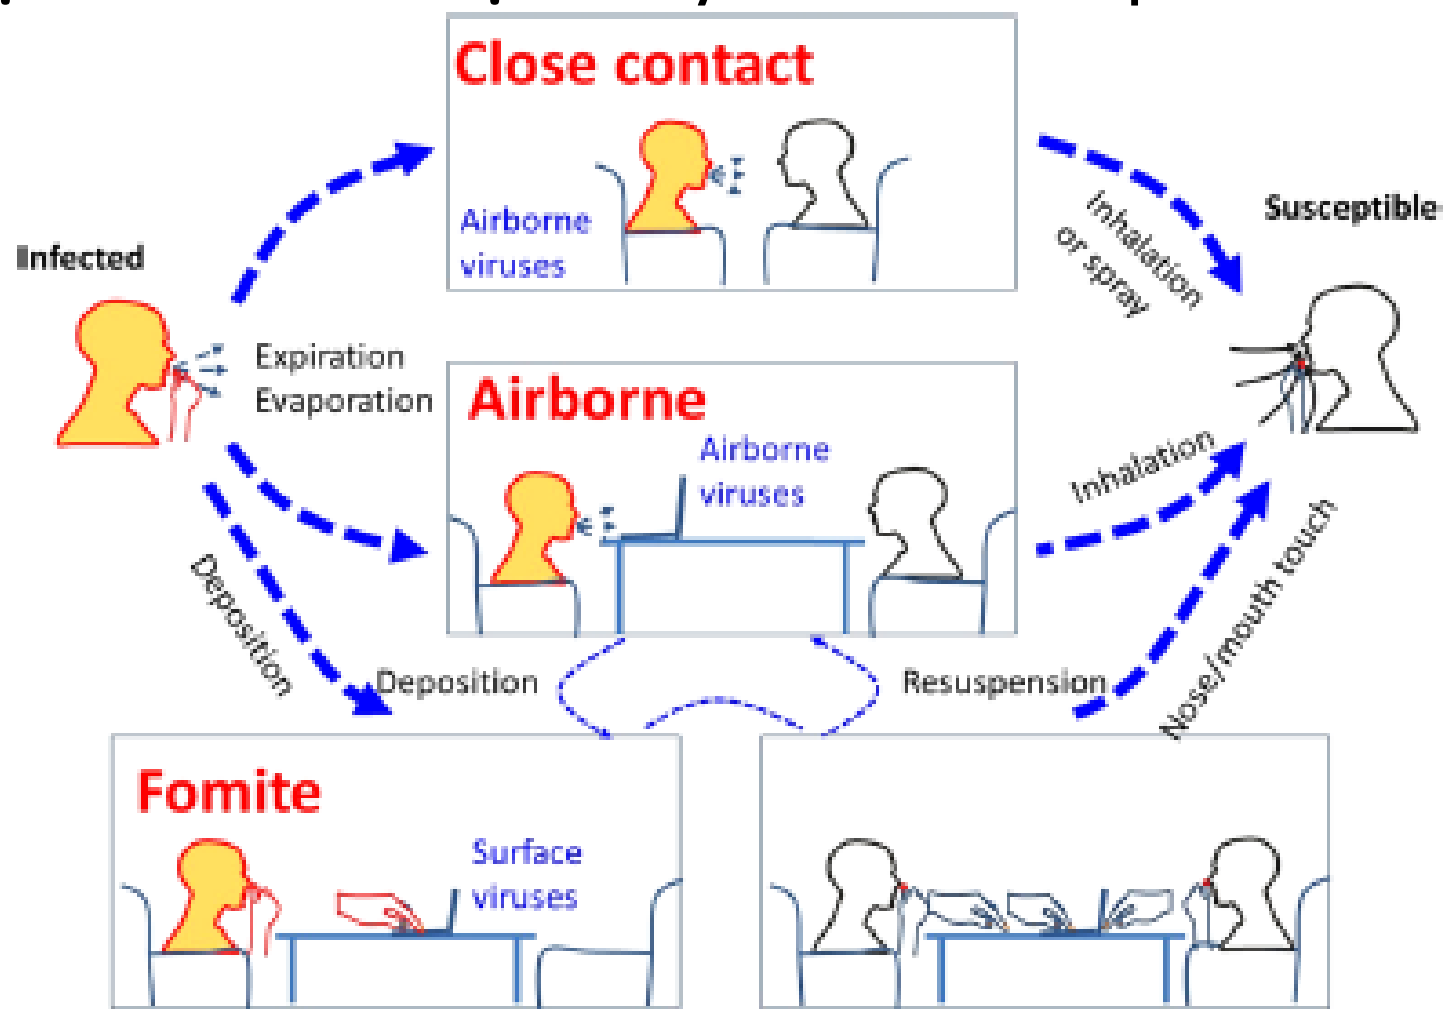 Close contact
Airborne
viruses
Infected
Susceptible
Inhalation
or spray
Expiration
Evaporation
Airborne
Airborne
viruses
Inhalation
Deposition
Deposition
Resuspension
Nose/mouth touch
Fomite
Surface
viruses